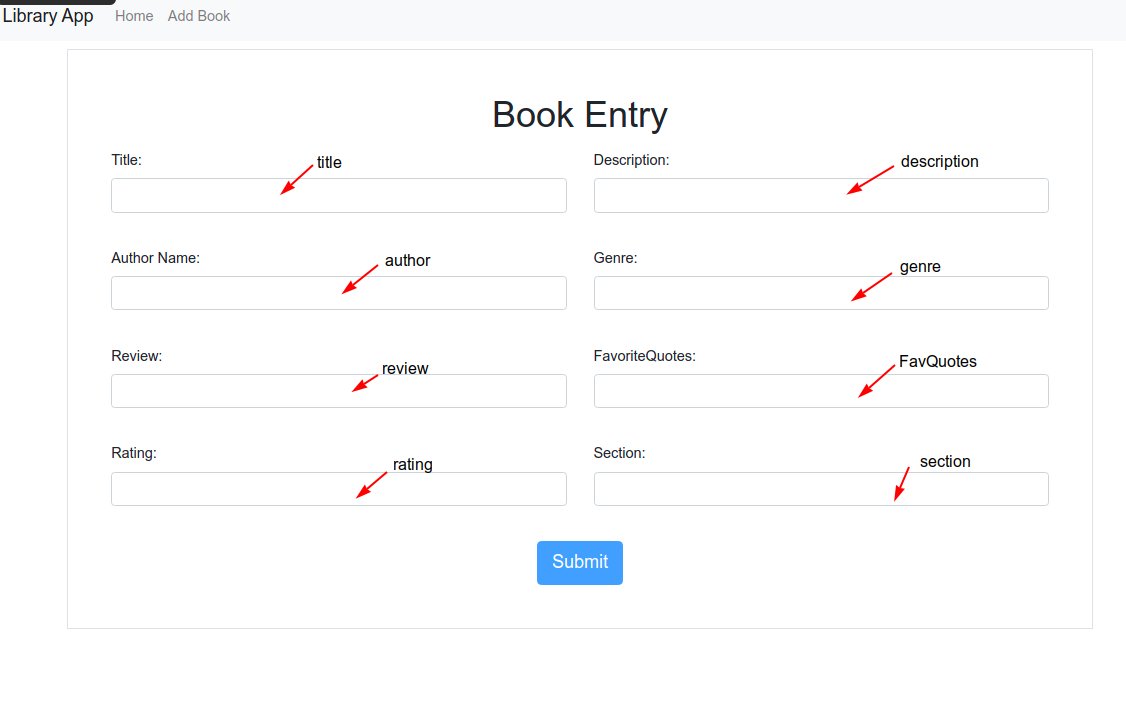 Library App Home Add Book
Book Entry
Title:
title
Description:
description
Author Name:
author
Genre:
genre
Review:
review
FavoriteQuotes:
FavQuotes
Rating:
rating
Section:
section
Submit